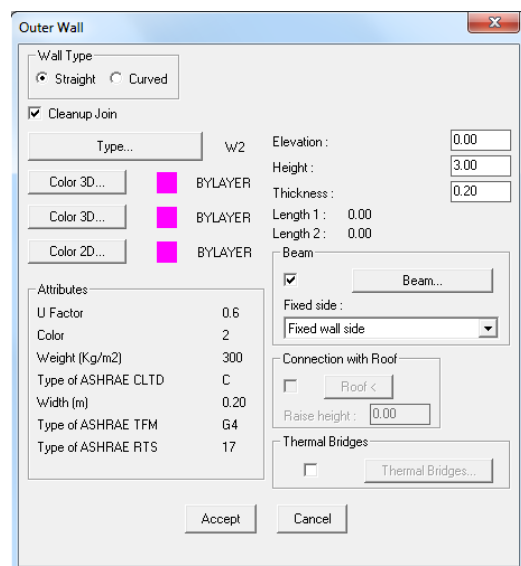 Outer Wall
Wall Type
Straight Curved
Cleanup Join
Type... W2
Color 3D... BYLAYER
Color 3D... BYLAYER
Color 2D... BYLAYER
Attributes
U Factor 0.6
Color 2
Weight (Kg/m2) 300
Type of ASHRAE CLTD C
Width (m) 0.20
Type of ASHRAE TFM G4
Type of ASHRAE RTS 17
Elevation : 0.00
Height : 3.00
Thickness : 0.20
Length 1 : 0.00
Length 2 : 0.00
Beam
Beam...
Fixed side :
Fixed wall side
Connection with Roof
Roof <
Raise height : 0.00
Thermal Bridges
Thermal Bridges...
Accept Cancel